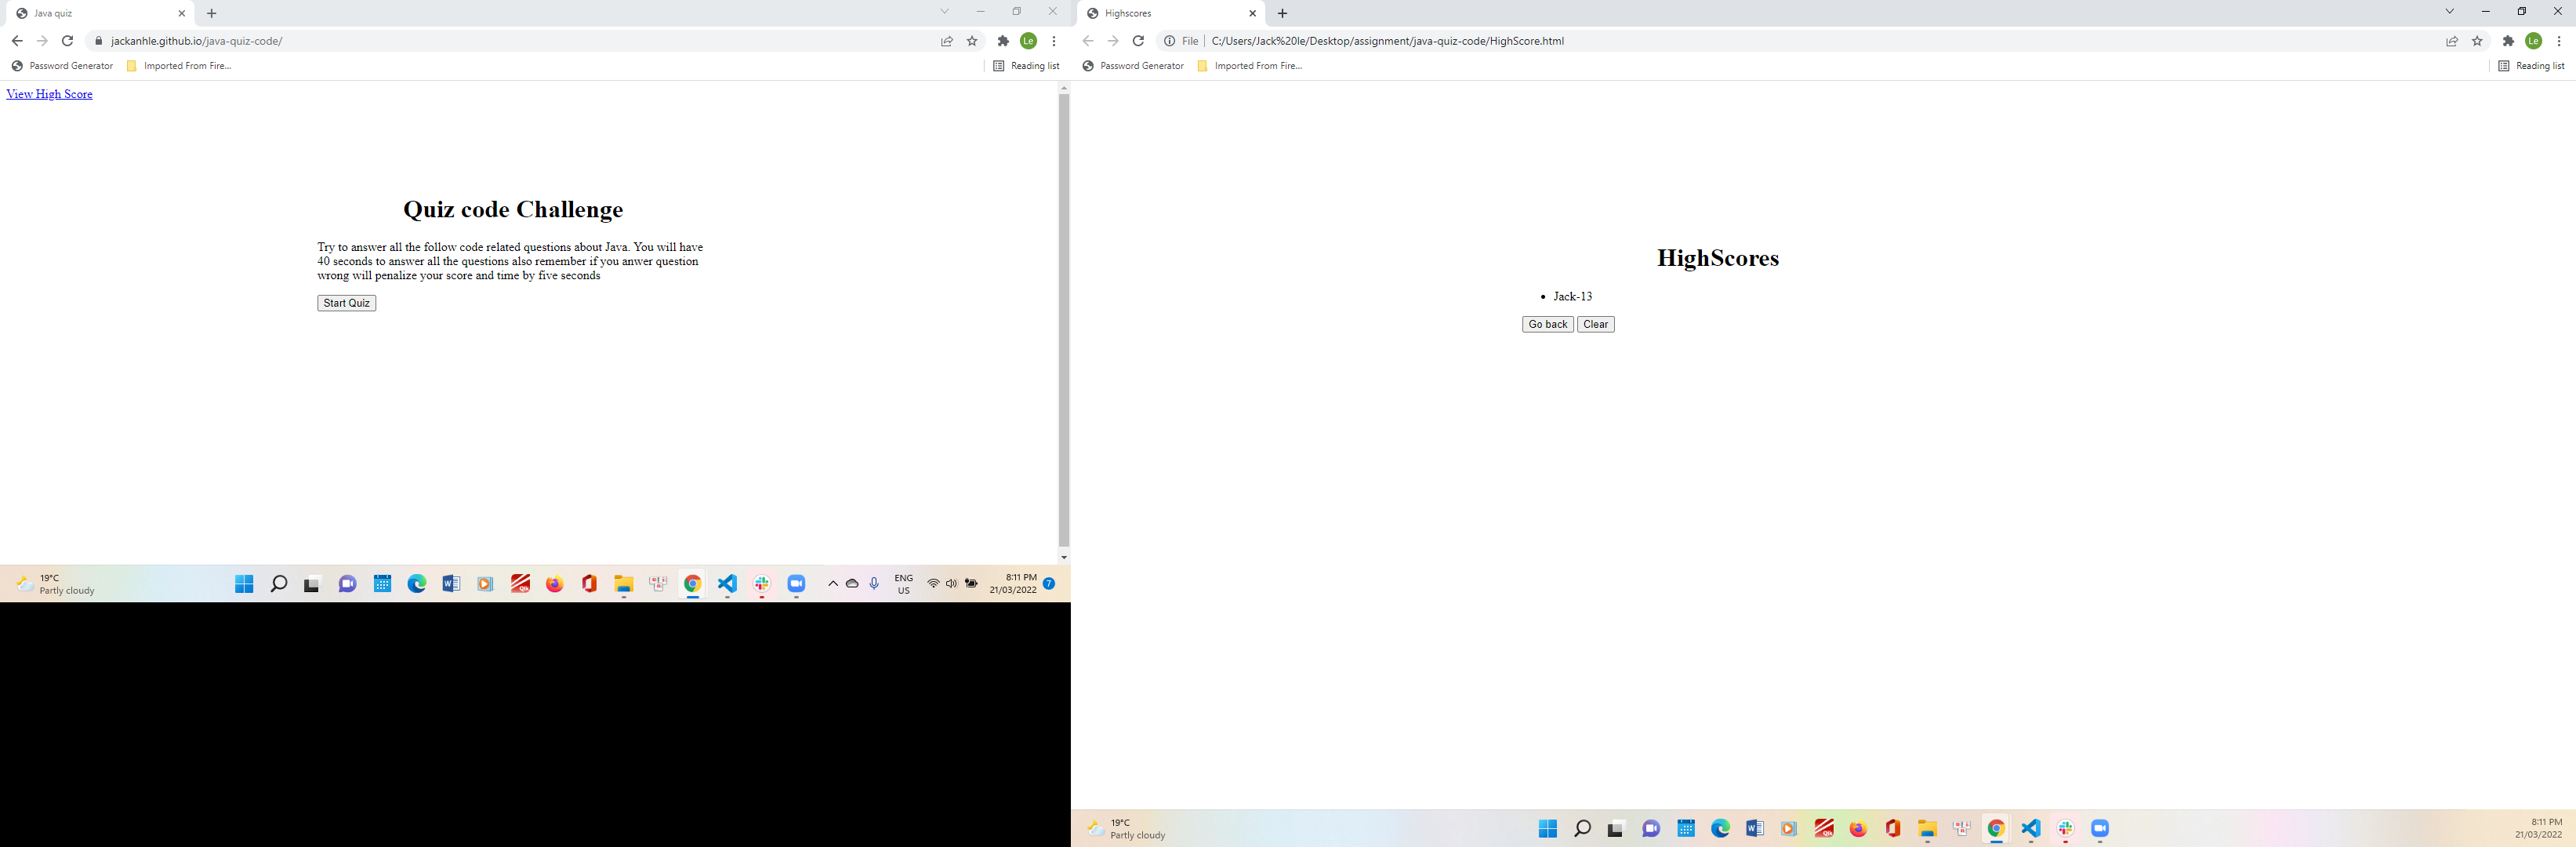 Java quiz
jackanhle.github.io/java-quiz-code/
Le
Password Generator
Imported From Fire...
Reading list
View High Score
Quiz code Challenge
Try to answer all the follow code related questions about Java. You will have
40 seconds to answer all the questions also remember if you anwer question
wrong will penalize your score and time by five seconds
Start Quiz
19°C
Partly cloudy
ENG
US
8:11 PM
21/03/2022
7
Highscores
File
C:/Users/Jack%20le/Desktop/assignment/java-quiz-code/HighScore.html
Le
Password Generator
Imported From Fire...
Reading list
HighScores
• Jack-13
Go back
Clear
19°C
Partly cloudy
8:11 PM
21/03/2022